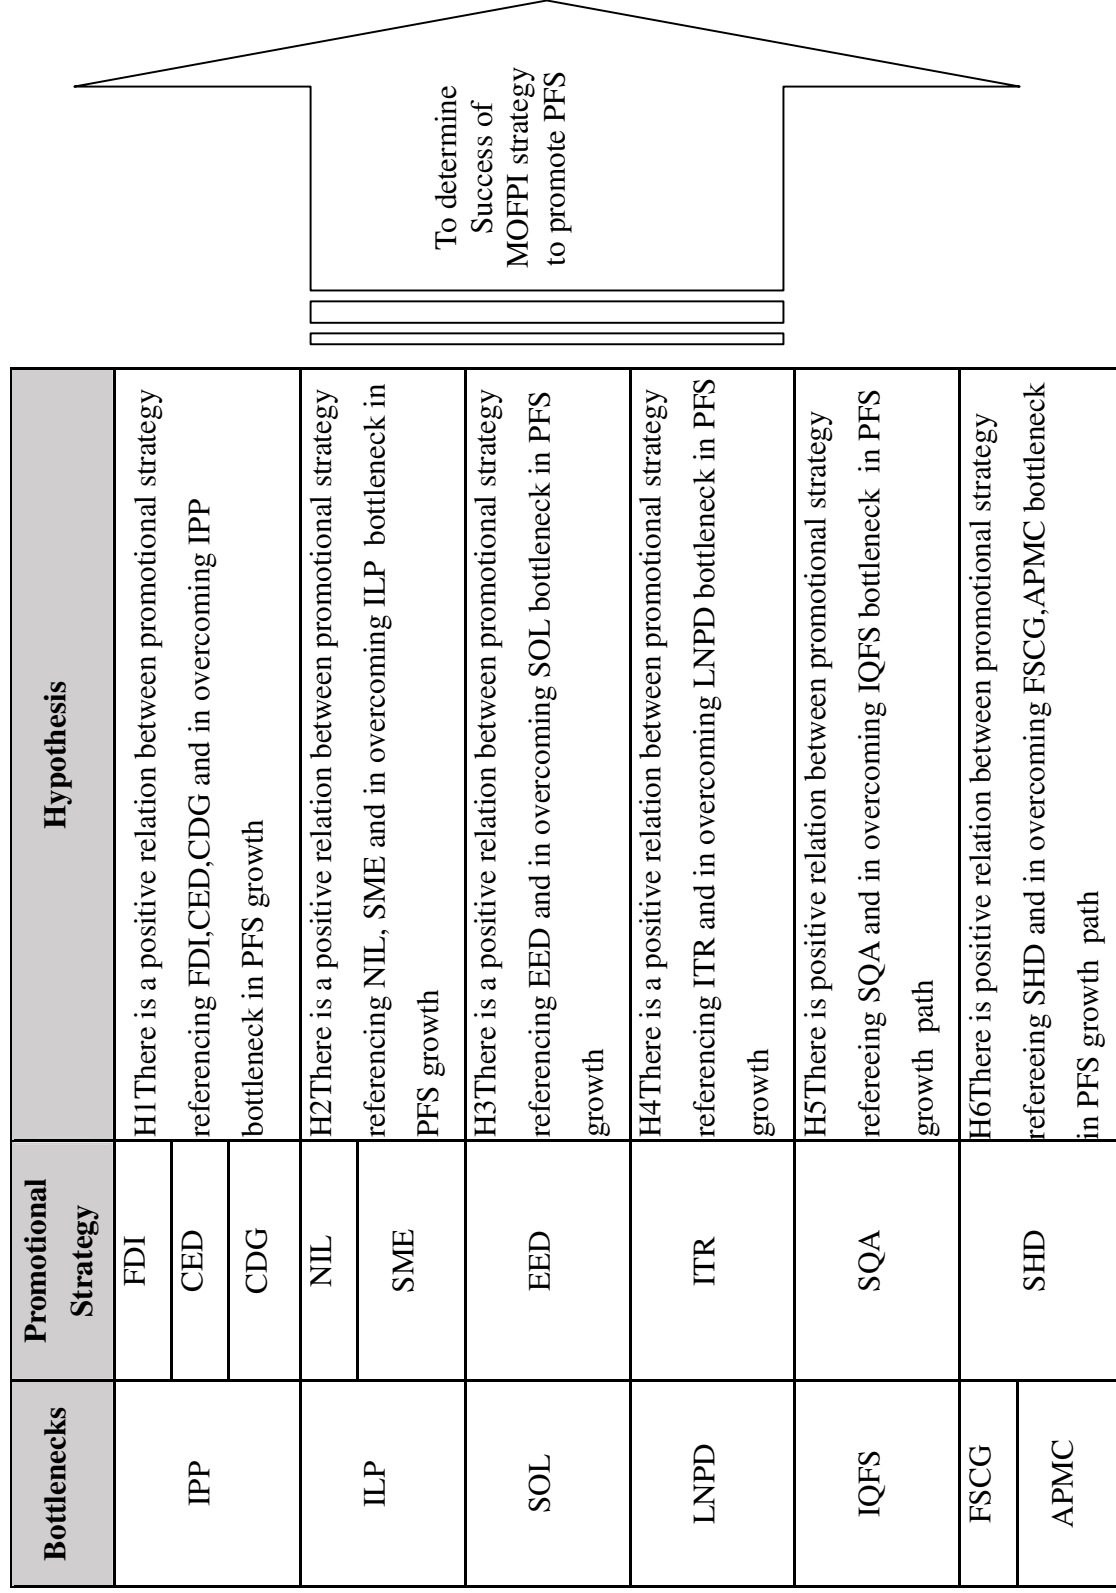 Bottlenecks
Promotional
Strategy
Hypothesis
IPP
FDI
CED
CDG
H1There is a positive relation between promotional strategy
referencing FDI,CED,CDG and in overcoming IPP
bottleneck in PFS growth
ILP
NIL
SME
H2There is a positive relation between promotional strategy
referencing NIL, SME and in overcoming ILP bottleneck in
PFS growth
SOL
EED
H3There is a positive relation between promotional strategy
referencing EED and in overcoming SOL bottleneck in PFS
growth
LNPD
ITR
H4There is a positive relation between promotional strategy
referencing ITR and in overcoming LNPD bottleneck in PFS
growth
IQFS
SQA
H5There is positive relation between promotional strategy
refereeing SQA and in overcoming IQFS bottleneck in PFS
growth path
FSCG
APMC
SHD
H6There is positive relation between promotional strategy
refereeing SHD and in overcoming FSCG,APMC bottleneck
in PFS growth path
To determine
Success of
MOFPI strategy
to promote PFS